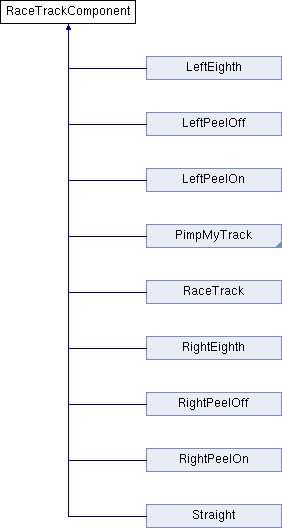 RaceTrackComponent
LeftEighth
LeftPeelOff
LeftPeelOn
PimpMyTrack
RaceTrack
RightEighth
RightPeelOff
RightPeelOn
Straight